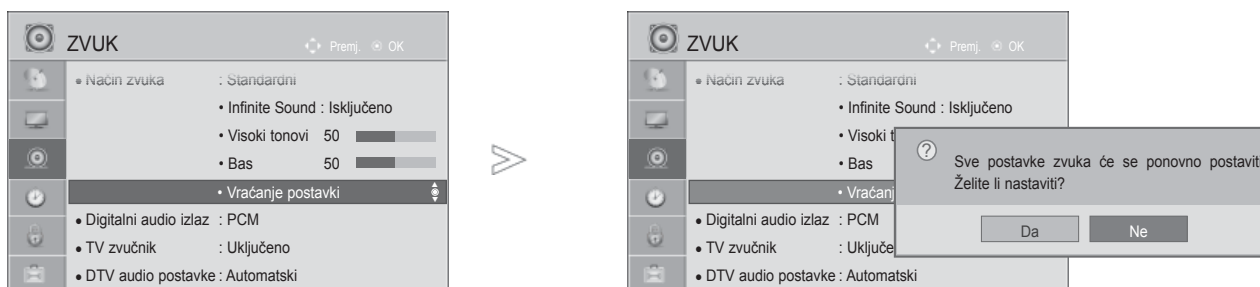 ZVUK
Premj. OK
• Način zvuka : Standardni
• Infinite Sound : Isključeno
• Visoki tonovi 50
• Bas 50
• Vraćanje postavki
• Digitalni audio izlaz : PCM
• TV zvučnik : Uključeno
• DTV audio postavke : Automatski
ZVUK
Premj. OK
• Način zvuka : Standardni
• Infinite Sound : Isključeno
• Visoki t
• Bas
• Vraćanj
• Digitalni audio izlaz : PCM
• TV zvučnik : Uključe
• DTV audio postavke : Automatski
? Sve postavke zvuka će se ponovno postaviti
Želite li nastaviti?
Da Ne